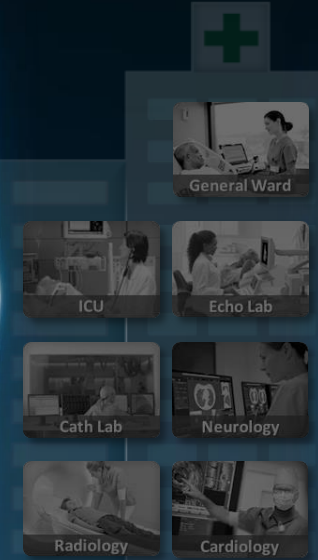 General Ward
ICU
Echo Lab
Cath Lab
Neurology
Radiology
Cardiology